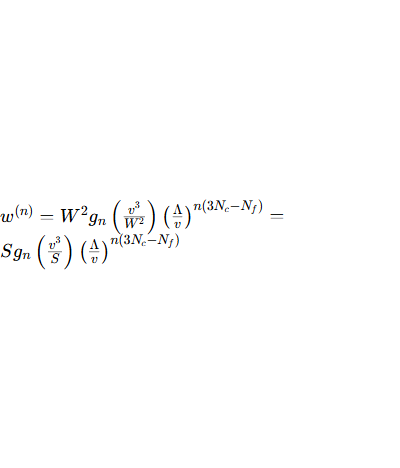 w^{(n)} = W^2 g_n \left( \frac{v^3}{W^2} \right) \left( \frac{\Lambda}{v} \right)^{n(3N_c - N_f)} =
S g_n \left( \frac{v^3}{S} \right) \left( \frac{\Lambda}{v} \right)^{n(3N_c - N_f)}